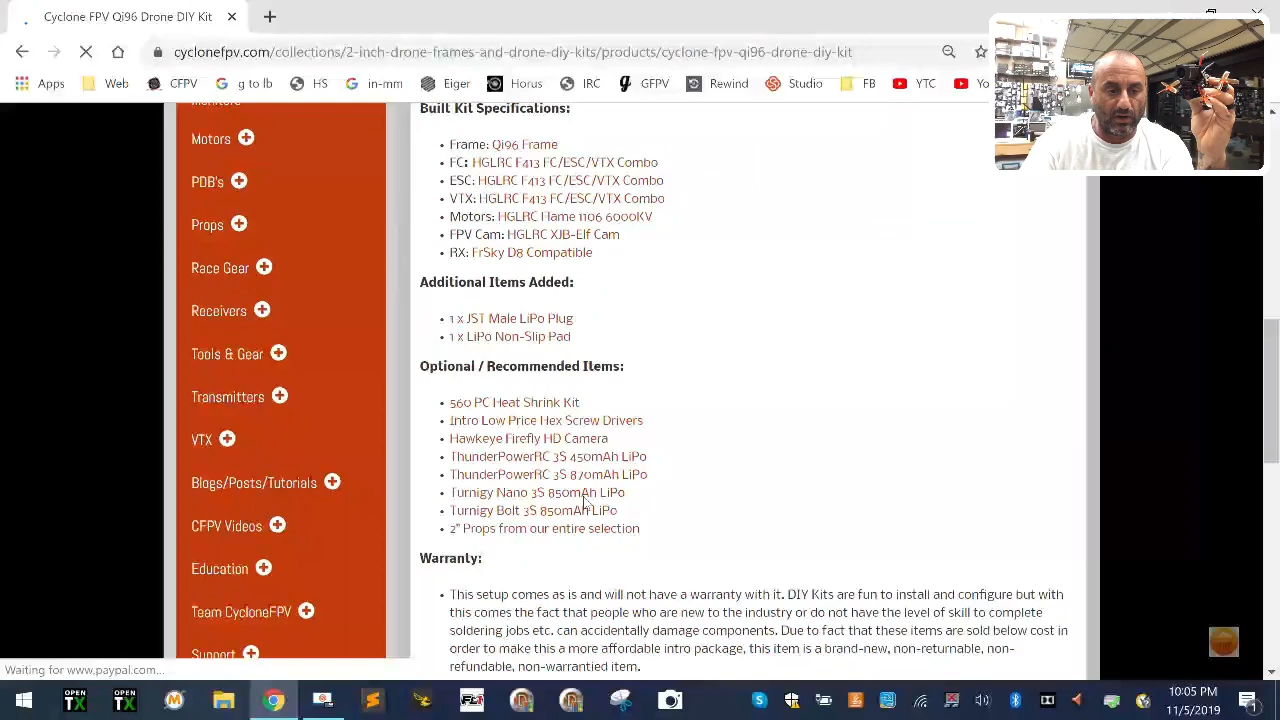 Cyclone FPV Qi96 Drone DIY Kit
Apps
Web
CFPV
g to lb
Home
RC
FPV
Rewind
FB
YTC
cyclonefpv.com/collections/2-inch-drone-frames-and-drone-diy-kits/products/cyclone-fpv-qi96-drone-diy-kit
Motors
PDB's
Props
Race Gear
Receivers
Tools & Gear
Transmitters
VTX
Blogs/Posts/Tutorials
CFPV Videos
Education
Team CycloneFPV
Support
Built Kit Specifications:
Frame: Qi96 Frame
• FC: HGLRC F413 FC/ESC/VTX Combo
• ESC: HGLRC F413 FC/ESC/VTX Combo
• VTX: HGLRC F413 FC/ESC/VTX Combo
• Motors: HGLRC Flame 1106 6000KV
• FPV Cam: HGLRC XJB-Elf Cam
• RX: FrSky D8 Compatible
Additional Items Added:
• 1 x JST Male LiPo Plug
• 1 x LiPo Non-Slip Pad
Optional / Recommended Items:
• 560 PC Heat Shrink Kit
• Intro Low Price Hex Screw Drivers
• Hawkeye Firefly HD Camera
• ThunderPowerRC 3S 450mAh LiPo
• ThunderPowerRC 3S 870mAh LiPo
• Turnigy Nano 3S 850mAh LiPo
• Turnigy Bolt 3S 850mAh LiPo
• 2" Props from our entire selection
Warranty:
• This setup comes as is and will not have a warranty with it. DIY Kits are fun to install and configure but with
this comes the fact that people who are new to the industry or do not have the level of skill to complete
soldering jobs etc. can accidentally damage components. Due to fact that these items are sold below cost in
order to make this a more affordable intro package, this item is a brand-new, non-returnable, non-
refundable, non-warrantied item.
Waiting for www.paypal.com...
OPEN
TX
OPEN
TX
10:05 PM
11/5/2019